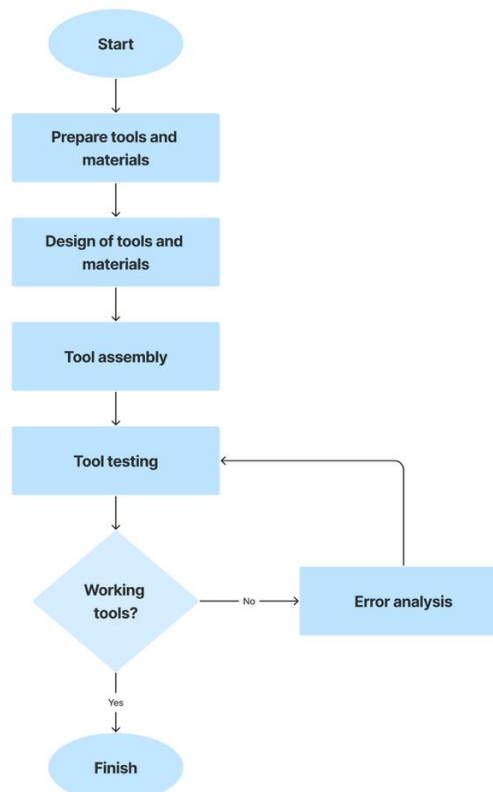 Start
Prepare tools and
materials
Design of tools and
materials
Tool assembly
Tool testing
Working
tools?
No
Error analysis
Yes
Finish